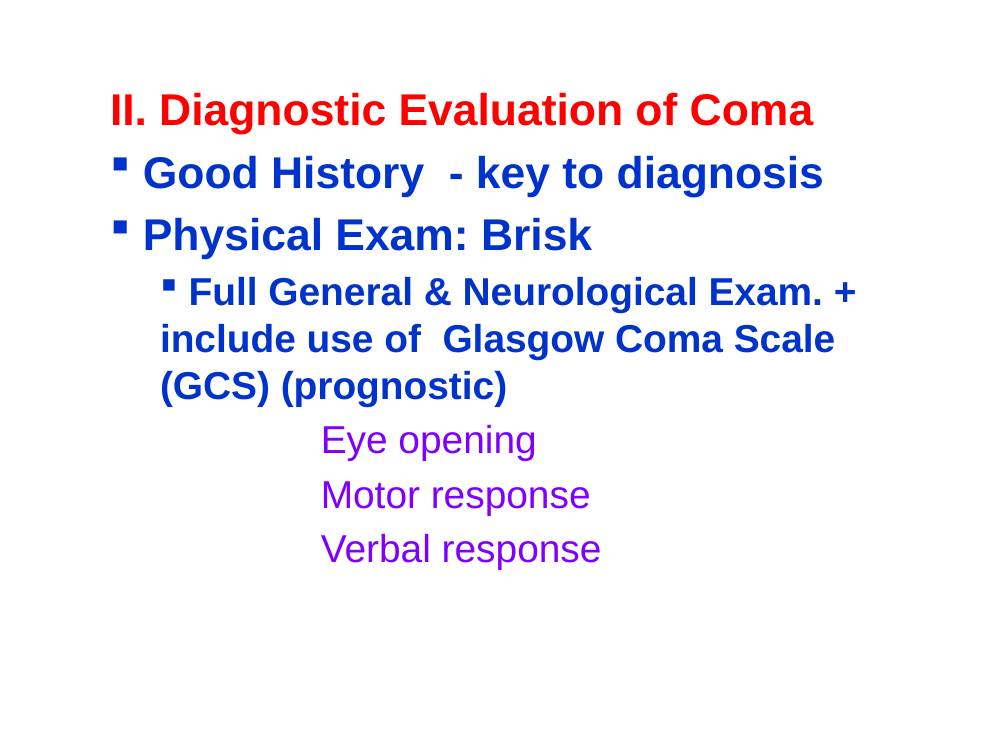 II. Diagnostic Evaluation of Coma
▪ Good History  - key to diagnosis
▪ Physical Exam: Brisk
▪ Full General & Neurological Exam. +
include use of  Glasgow Coma Scale
(GCS) (prognostic)
Eye opening
Motor response
Verbal response